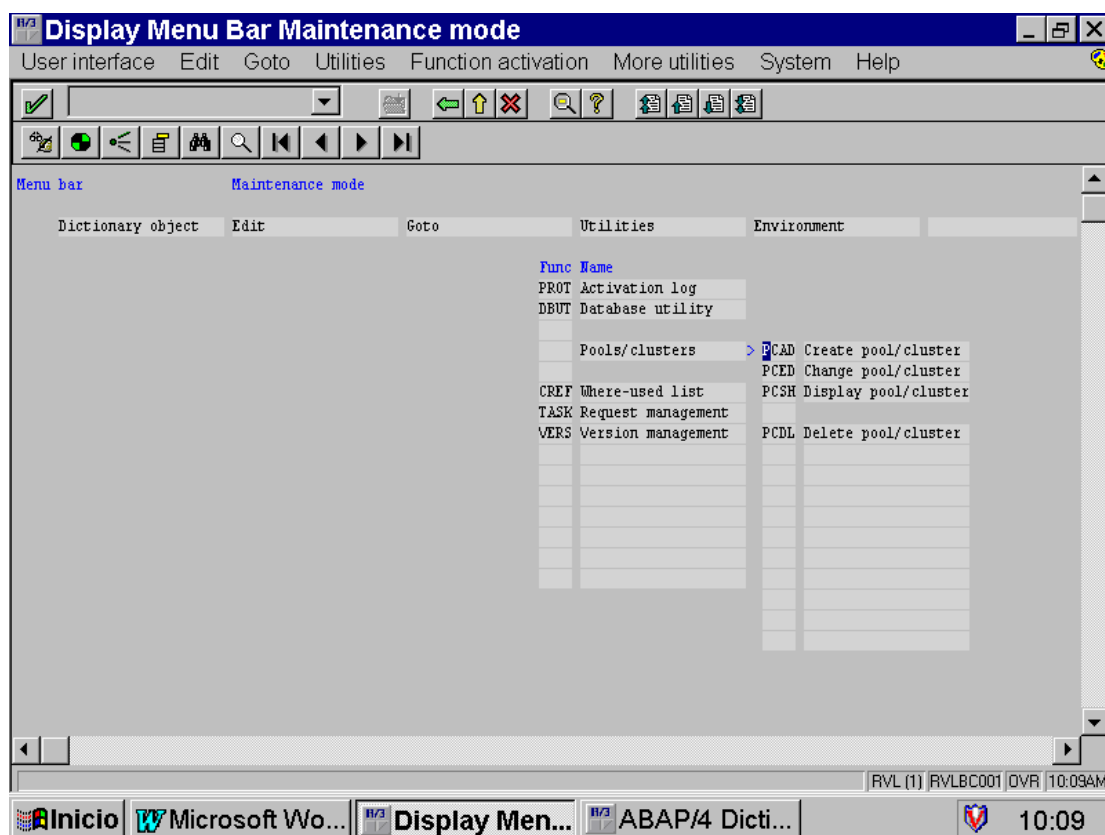 R/3 Display Menu Bar Maintenance mode
User interface Edit Goto Utilities Function activation More utilities System Help
Menu bar Maintenance mode
Dictionary object Edit Goto Utilities Environment
Func Name
PROT Activation log
DBUT Database utility
Pools/clusters > PCAD Create pool/cluster
PCED Change pool/cluster
CREF Where-used list PCSH Display pool/cluster
TASK Request management
VERS Version management PCDL Delete pool/cluster
RVL (1) RVLBC001 OVR 10:09AM
Inicio W Microsoft Wo... R/3 Display Men... R/3 ABAP/4 Dicti... 10:09